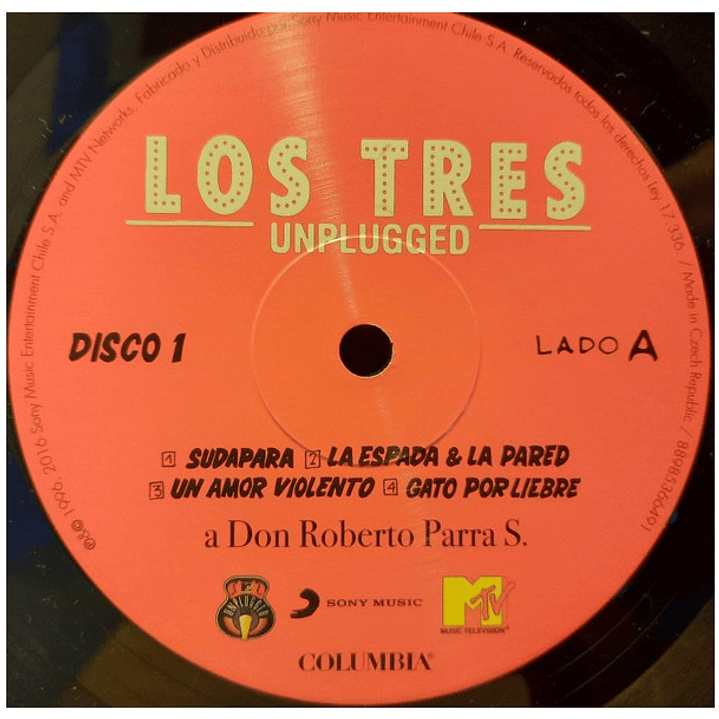 ℗&© 1996, 2016 Sony Music Entertainment Chile S.A. and MTV Networks, Fabricado y Distribuido por Sony Music Entertainment Chile S.A. Reservados todos los derechos ley 17.336. / Made in Czech Republic / 88985366491
LOS TRES
UNPLUGGED
DISCO 1
LADO A
1 SUDAPARA 2 LA ESPADA & LA PARED
3 UN AMOR VIOLENTO 4 GATO POR LIEBRE
a Don Roberto Parra S.
UNPLUGGED
SONY MUSIC
MTV
MUSIC TELEVISION®
COLUMBIA®